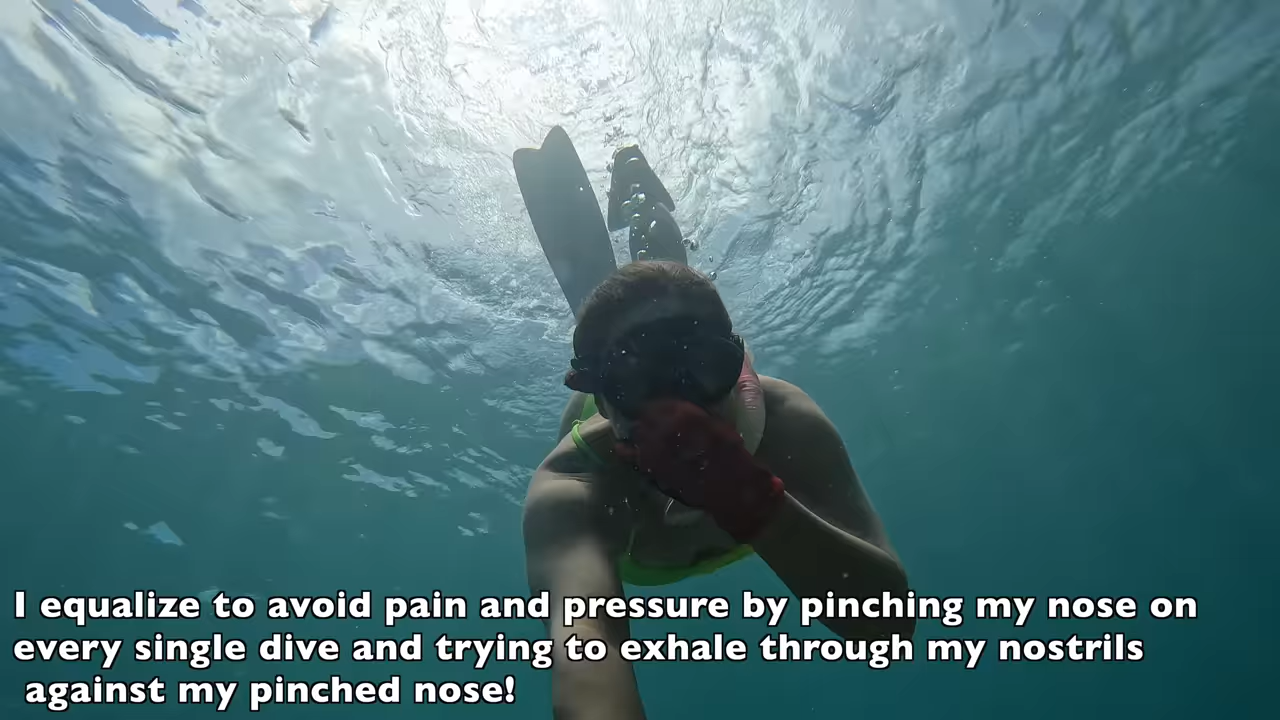 I equalize to avoid pain and pressure by pinching my nose on
every single dive and trying to exhale through my nostrils
against my pinched nose!